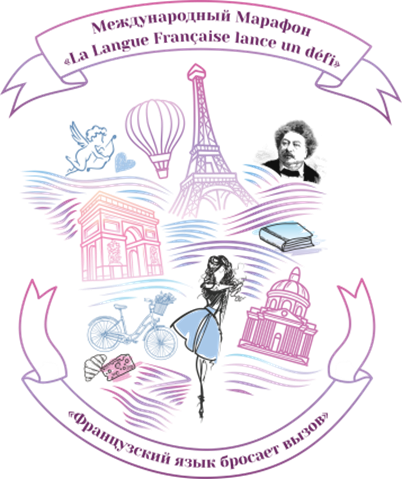 Международный Марафон
«La Langue Française lance un défi»
«Французский язык бросает вызов»